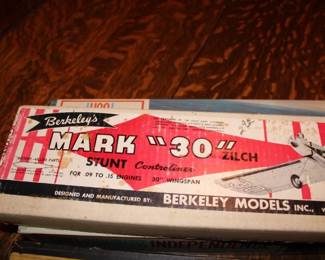 Berkeley's
MARK "30" ZILCH
STUNT Controliner
FOR .09 TO .15 ENGINES 30" WINGSPAN
DESIGNED AND MANUFACTURED BY:- BERKELEY MODELS INC.,